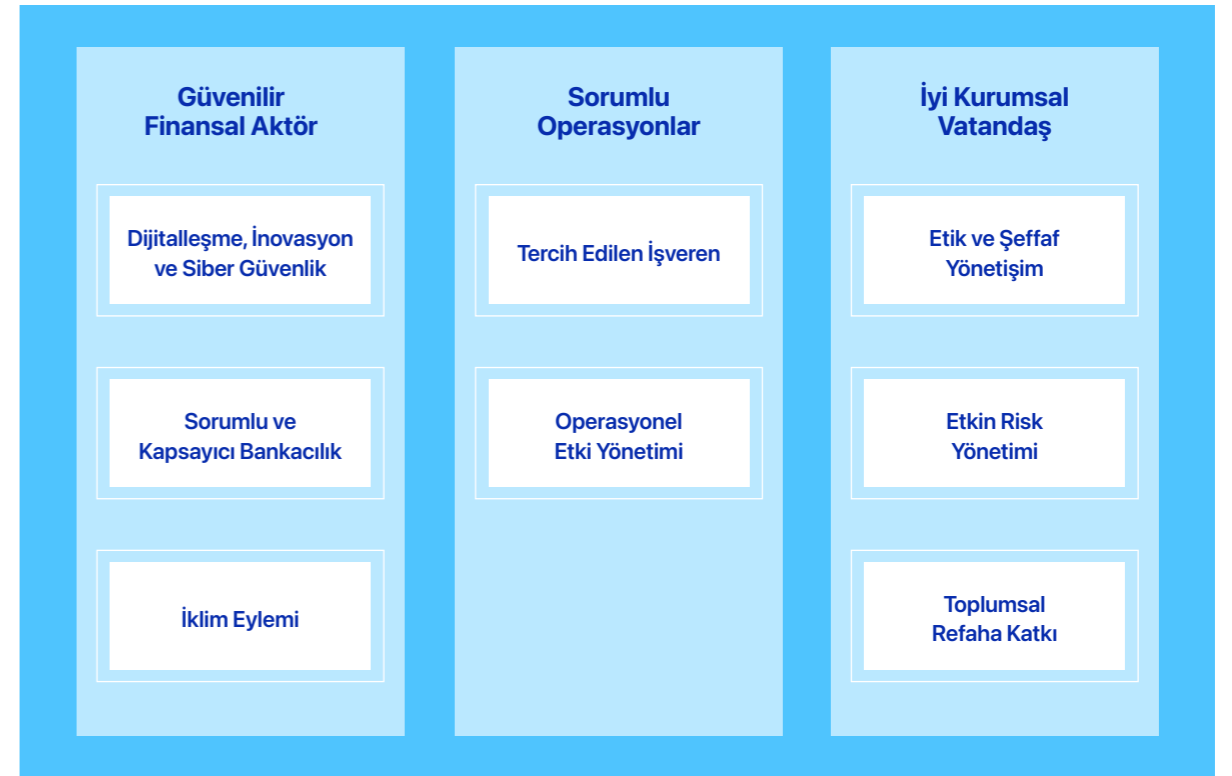 Güvenilir
Finansal Aktör
Dijitalleşme, İnovasyon
ve Siber Güvenlik
Sorumlu ve
Kapsayıcı Bankacılık
İklim Eylemi
Sorumlu
Operasyonlar
Tercih Edilen İşveren
Operasyonel
Etki Yönetimi
İyi Kurumsal
Vatandaş
Etik ve Şeffaf
Yönetişim
Etkin Risk
Yönetimi
Toplumsal
Refaha Katkı